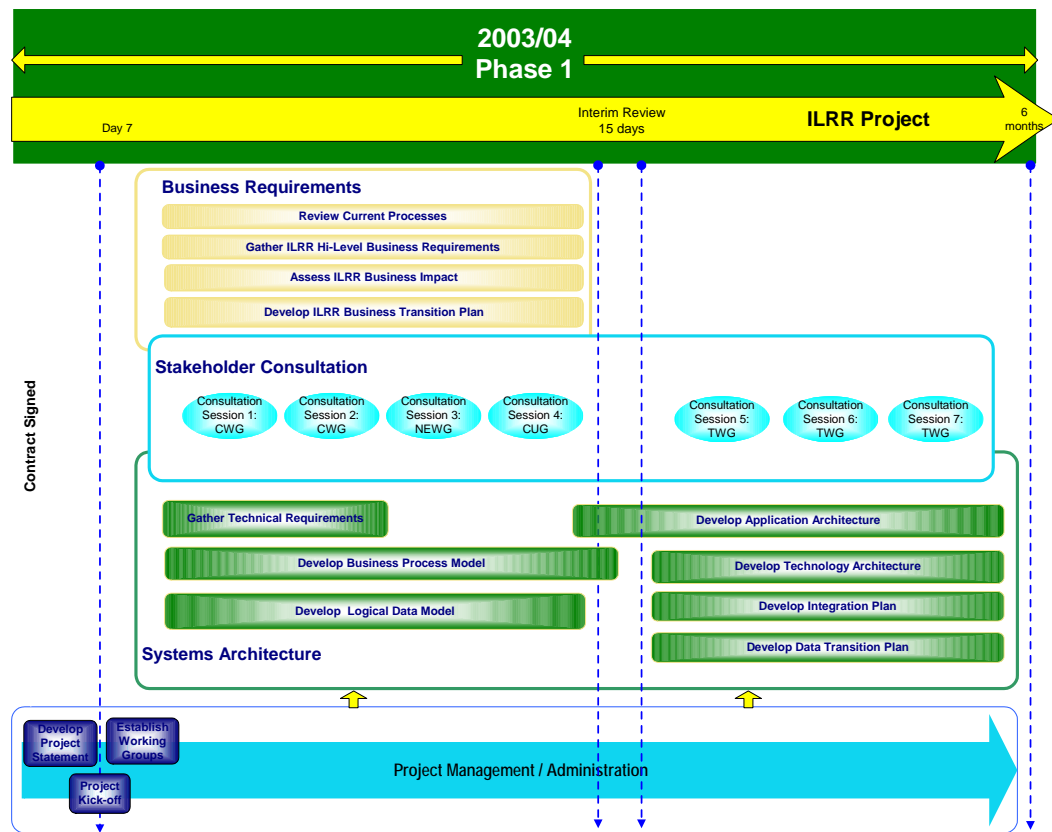 2003/04
Phase 1
Day 7
Interim Review
15 days
ILRR Project
6
months
Business Requirements
Review Current Processes
Gather ILRR Hi-Level Business Requirements
Assess ILRR Business Impact
Develop ILRR Business Transition Plan
Stakeholder Consultation
Consultation
Session 1:
CWG
Consultation
Session 2:
CWG
Consultation
Session 3:
NEWG
Consultation
Session 4:
CUG
Consultation
Session 5:
TWG
Consultation
Session 6:
TWG
Consultation
Session 7:
TWG
Contract Signed
Gather Technical Requirements
Develop Application Architecture
Develop Business Process Model
Develop Technology Architecture
Develop Logical Data Model
Develop Integration Plan
Develop Data Transition Plan
Systems Architecture
Develop
Project
Statement
Establish
Working
Groups
Project
Kick-off
Project Management / Administration